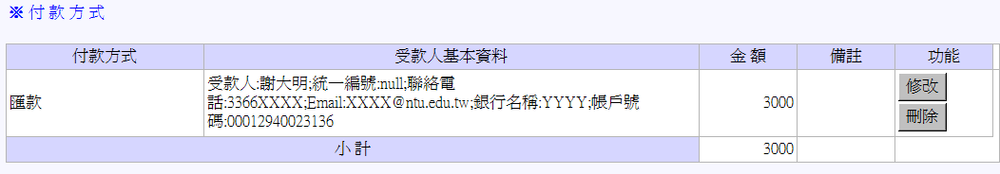 ※ 付 款 方 式
付款方式 受款人基本資料 金 額 備註 功能
受款人:謝大明;統一編號:null;聯絡電
匯款 話:3366XXXX;Email:XXXX@ntu.edu.tw;銀行名稱:YYYY;帳戶號 3000 修改
碼:00012940023136 刪除
小 計 3000